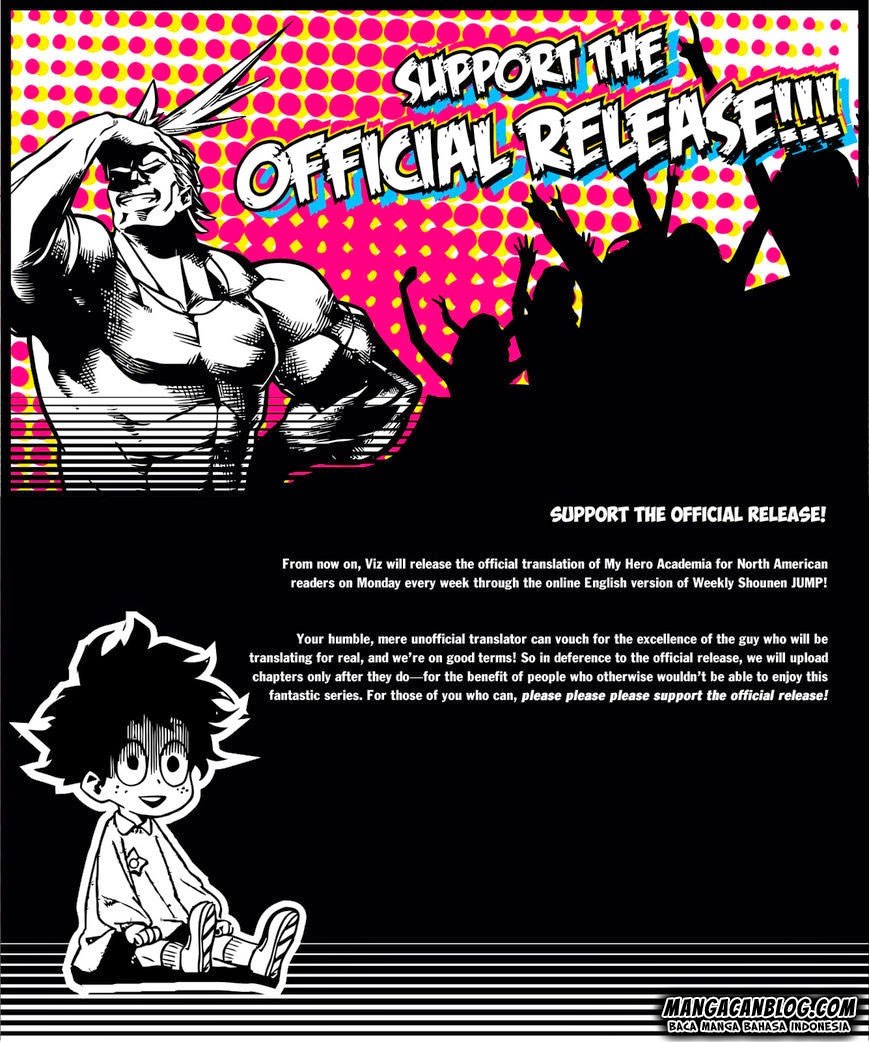 SUPPORT THE
OFFICIAL RELEASE!!!
SUPPORT THE OFFICIAL RELEASE!
From now on, Viz will release the official translation of My Hero Academia for North American
readers on Monday every week through the online English version of Weekly Shounen JUMP!
Your humble, mere unofficial translator can vouch for the excellence of the guy who will be
translating for real, and we're on good terms! So in deference to the official release, we will upload
chapters only after they do—for the benefit of people who otherwise wouldn't be able to enjoy this
fantastic series. For those of you who can, please please please support the official release!
MANGACANBLOG.COM
BACA MANGA BAHASA INDONESIA